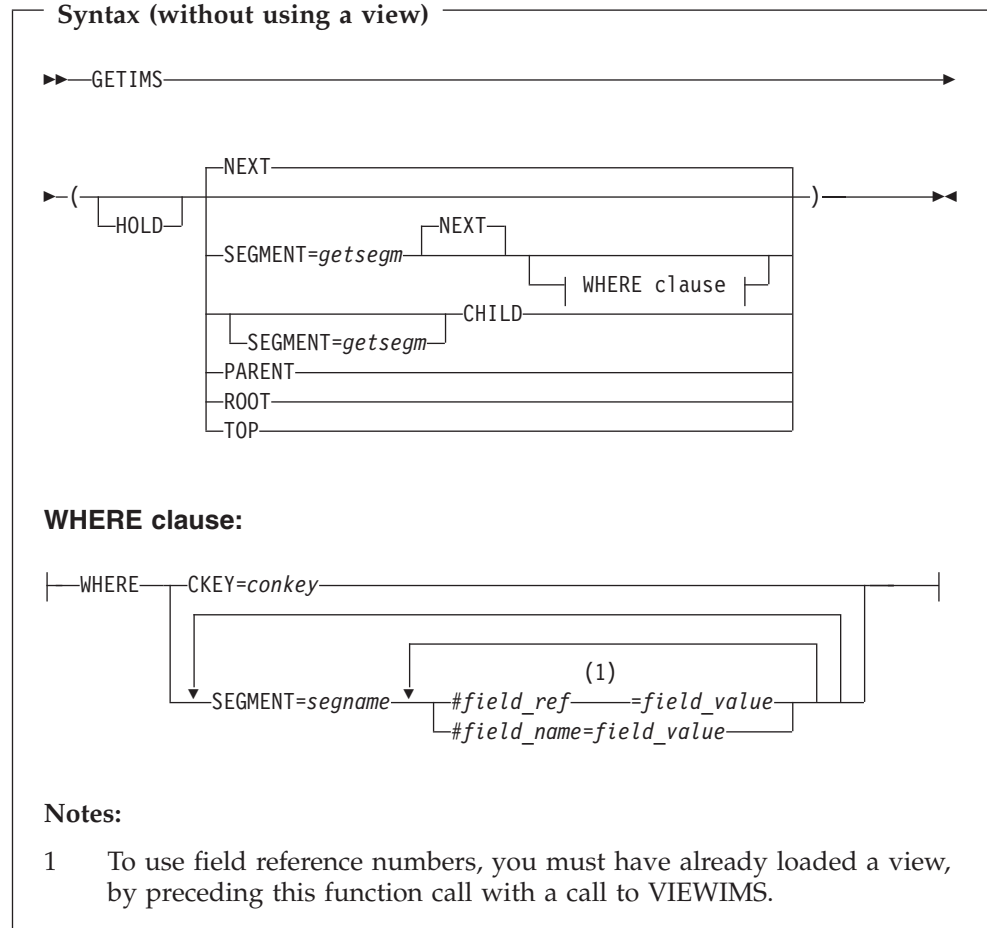 Syntax (without using a view)
GETIMS
NEXT
( HOLD )
NEXT
SEGMENT=getsegm
WHERE clause
CHILD
SEGMENT=getsegm
PARENT
ROOT
TOP
WHERE clause:
WHERE CKEY=conkey
(1)
SEGMENT=segname #field_ref =field_value
#field_name=field_value
Notes:
1 To use field reference numbers, you must have already loaded a view,
by preceding this function call with a call to VIEWIMS.